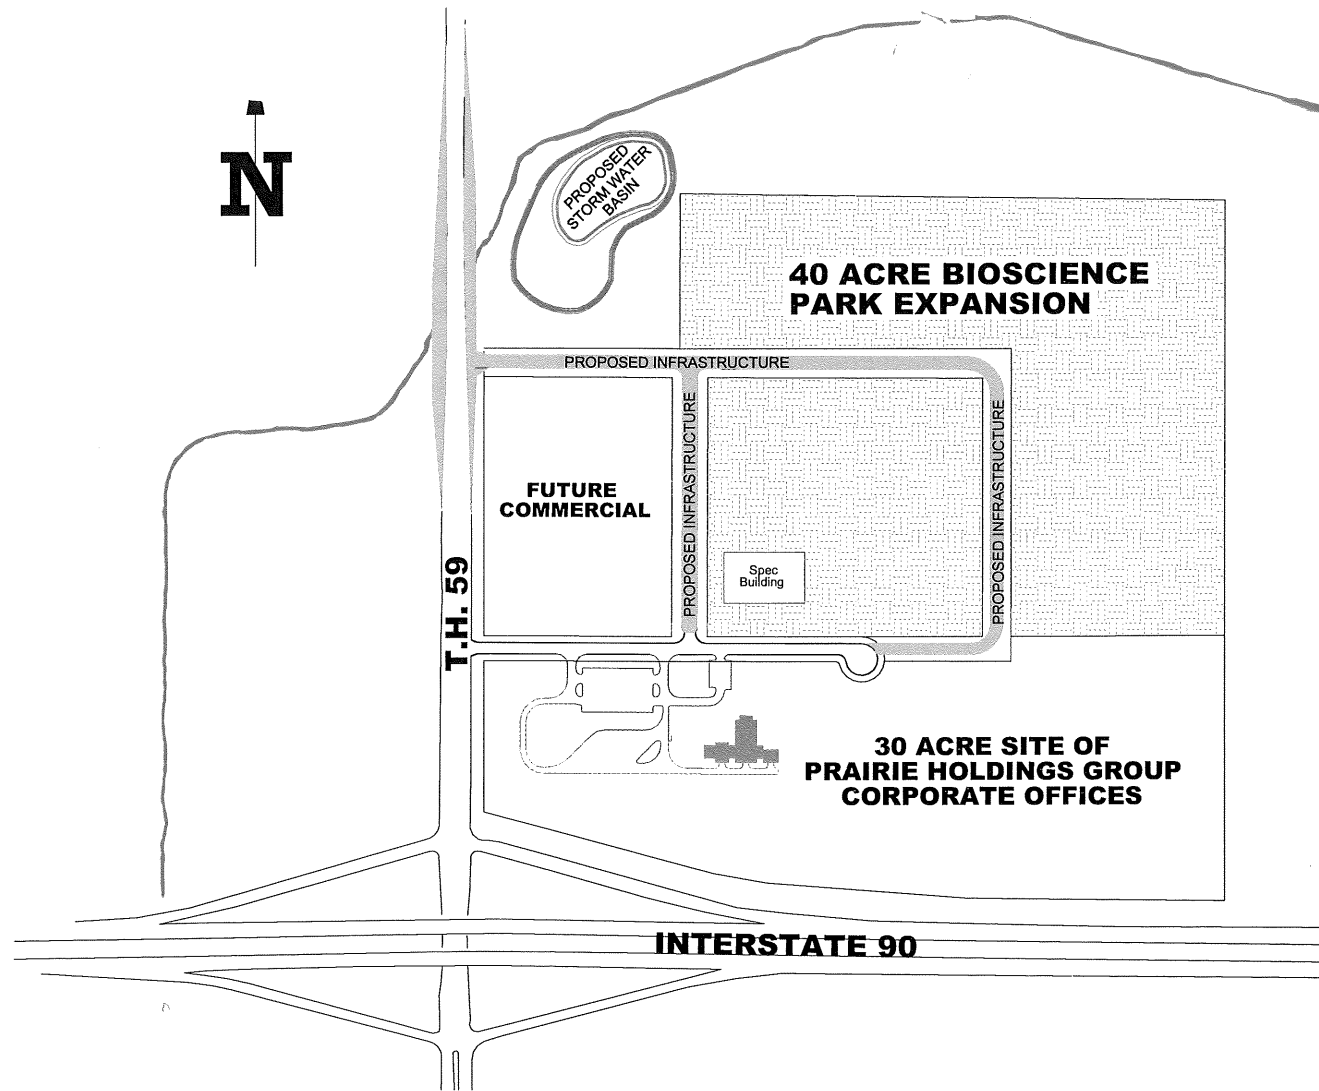 N
PROPOSED
STORM WATER
BASIN
40 ACRE BIOSCIENCE
PARK EXPANSION
PROPOSED INFRASTRUCTURE
PROPOSED INFRASTRUCTURE
PROPOSED INFRASTRUCTURE
FUTURE
COMMERCIAL
Spec
Building
T.H. 59
30 ACRE SITE OF
PRAIRIE HOLDINGS GROUP
CORPORATE OFFICES
INTERSTATE 90